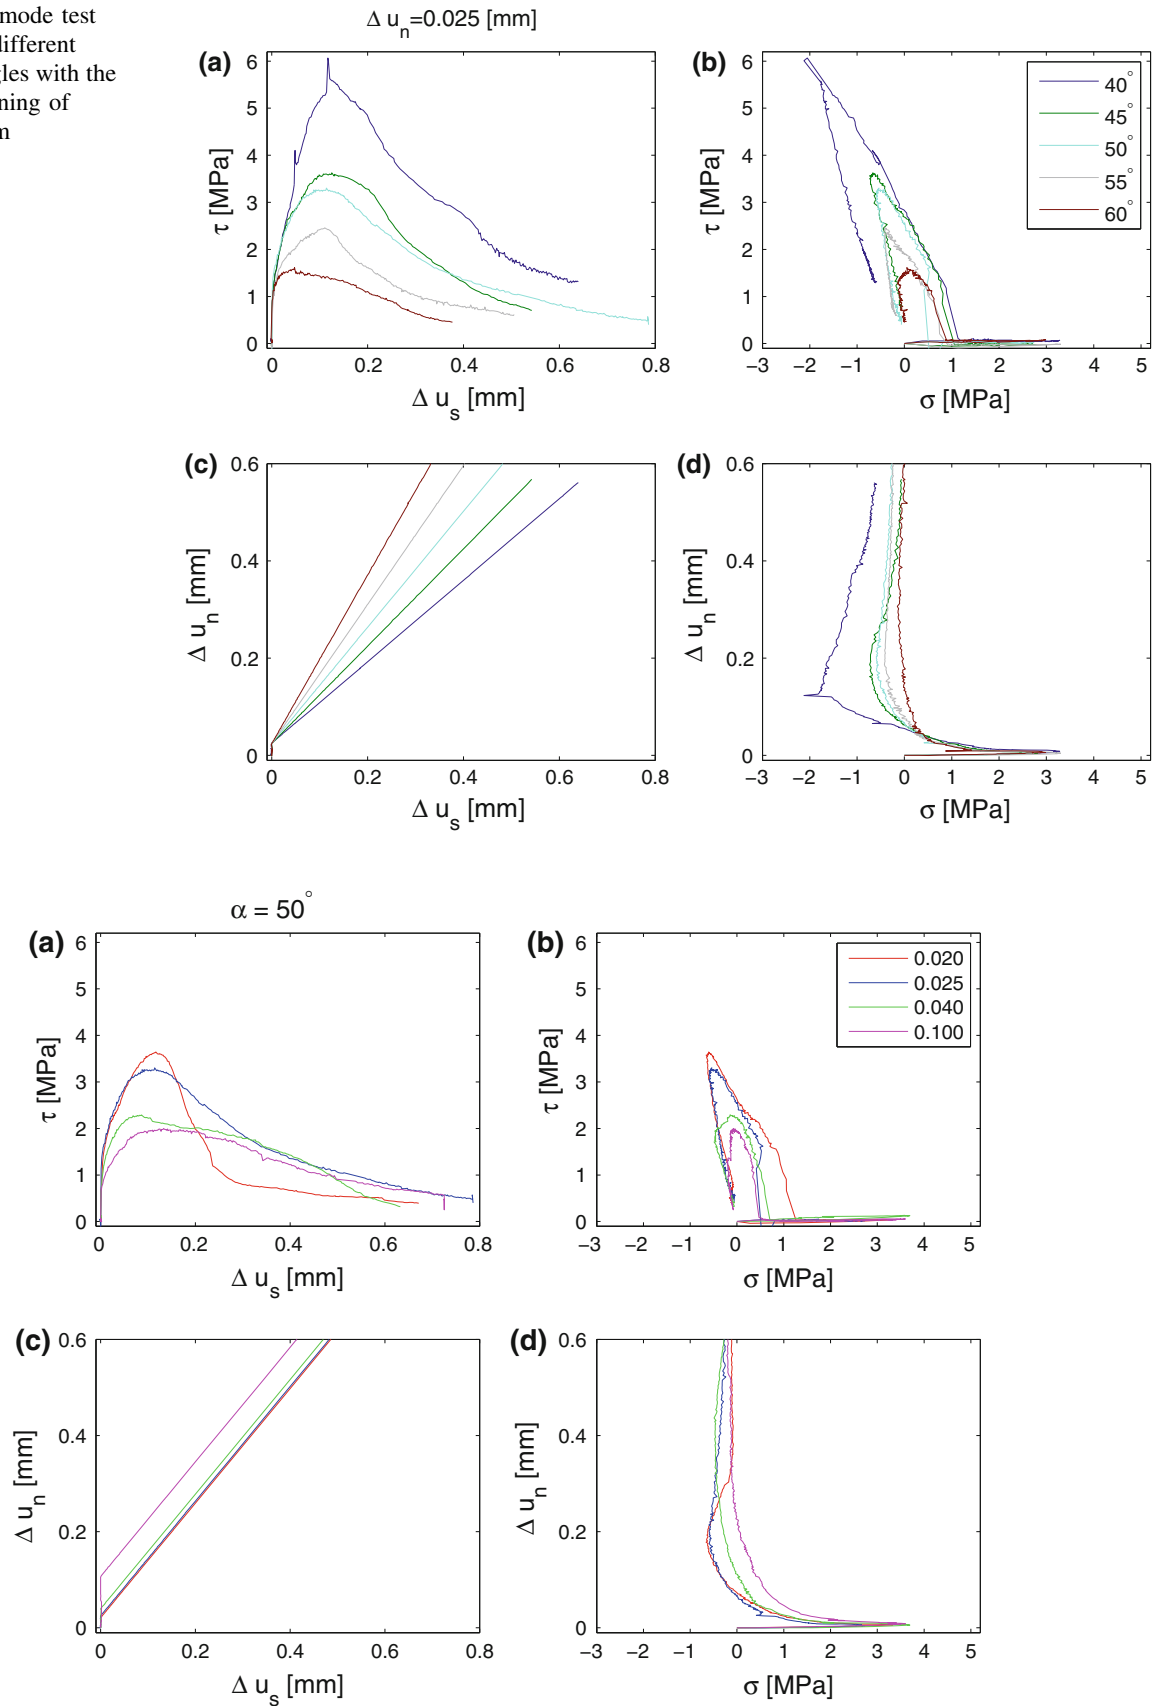 mode test
different
gles with the
ning of
m
Δ u_n=0.025 [mm]
(a)
6
5
4
3
2
1
0
τ [MPa]
0 0.2 0.4 0.6 0.8
Δ u_s [mm]
(b)
6
5
4
3
2
1
0
τ [MPa]
−3 −2 −1 0 1 2 3 4 5
σ [MPa]
40°
45°
50°
55°
60°
(c)
0.6
0.4
0.2
0
Δ u_n [mm]
0 0.2 0.4 0.6 0.8
Δ u_s [mm]
(d)
0.6
0.4
0.2
0
Δ u_n [mm]
−3 −2 −1 0 1 2 3 4 5
σ [MPa]
α = 50°
(a)
6
5
4
3
2
1
0
τ [MPa]
0 0.2 0.4 0.6 0.8
Δ u_s [mm]
(b)
6
5
4
3
2
1
0
τ [MPa]
−3 −2 −1 0 1 2 3 4 5
σ [MPa]
0.020
0.025
0.040
0.100
(c)
0.6
0.4
0.2
0
Δ u_n [mm]
0 0.2 0.4 0.6 0.8
Δ u_s [mm]
(d)
0.6
0.4
0.2
0
Δ u_n [mm]
−3 −2 −1 0 1 2 3 4 5
σ [MPa]